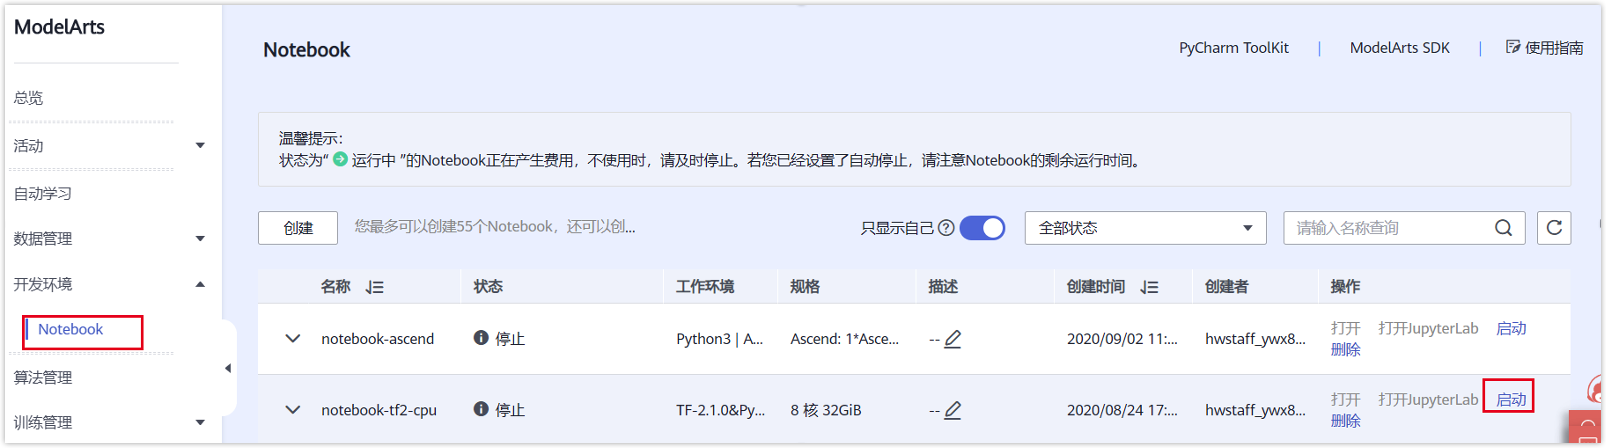 ModelArts
总览
活动
自动学习
数据管理
开发环境
Notebook
算法管理
训练管理
Notebook
PyCharm ToolKit | ModelArts SDK | 使用指南
温馨提示：
状态为“ 运行中 ”的Notebook正在产生费用，不使用时，请及时停止。若您已经设置了自动停止，请注意Notebook的剩余运行时间。
创建 您最多可以创建55个Notebook，还可以创... 只显示自己 全部状态 请输入名称查询
名称 状态 工作环境 规格 描述 创建时间 创建者 操作
notebook-ascend 停止 Python3 | A... Ascend: 1*Asce... -- 2020/09/02 11:... hwstaff_ywx8... 打开 打开JupyterLab 启动
删除
notebook-tf2-cpu 停止 TF-2.1.0&Py... 8 核 32GiB -- 2020/08/24 17:... hwstaff_ywx8... 打开 打开JupyterLab 启动
删除